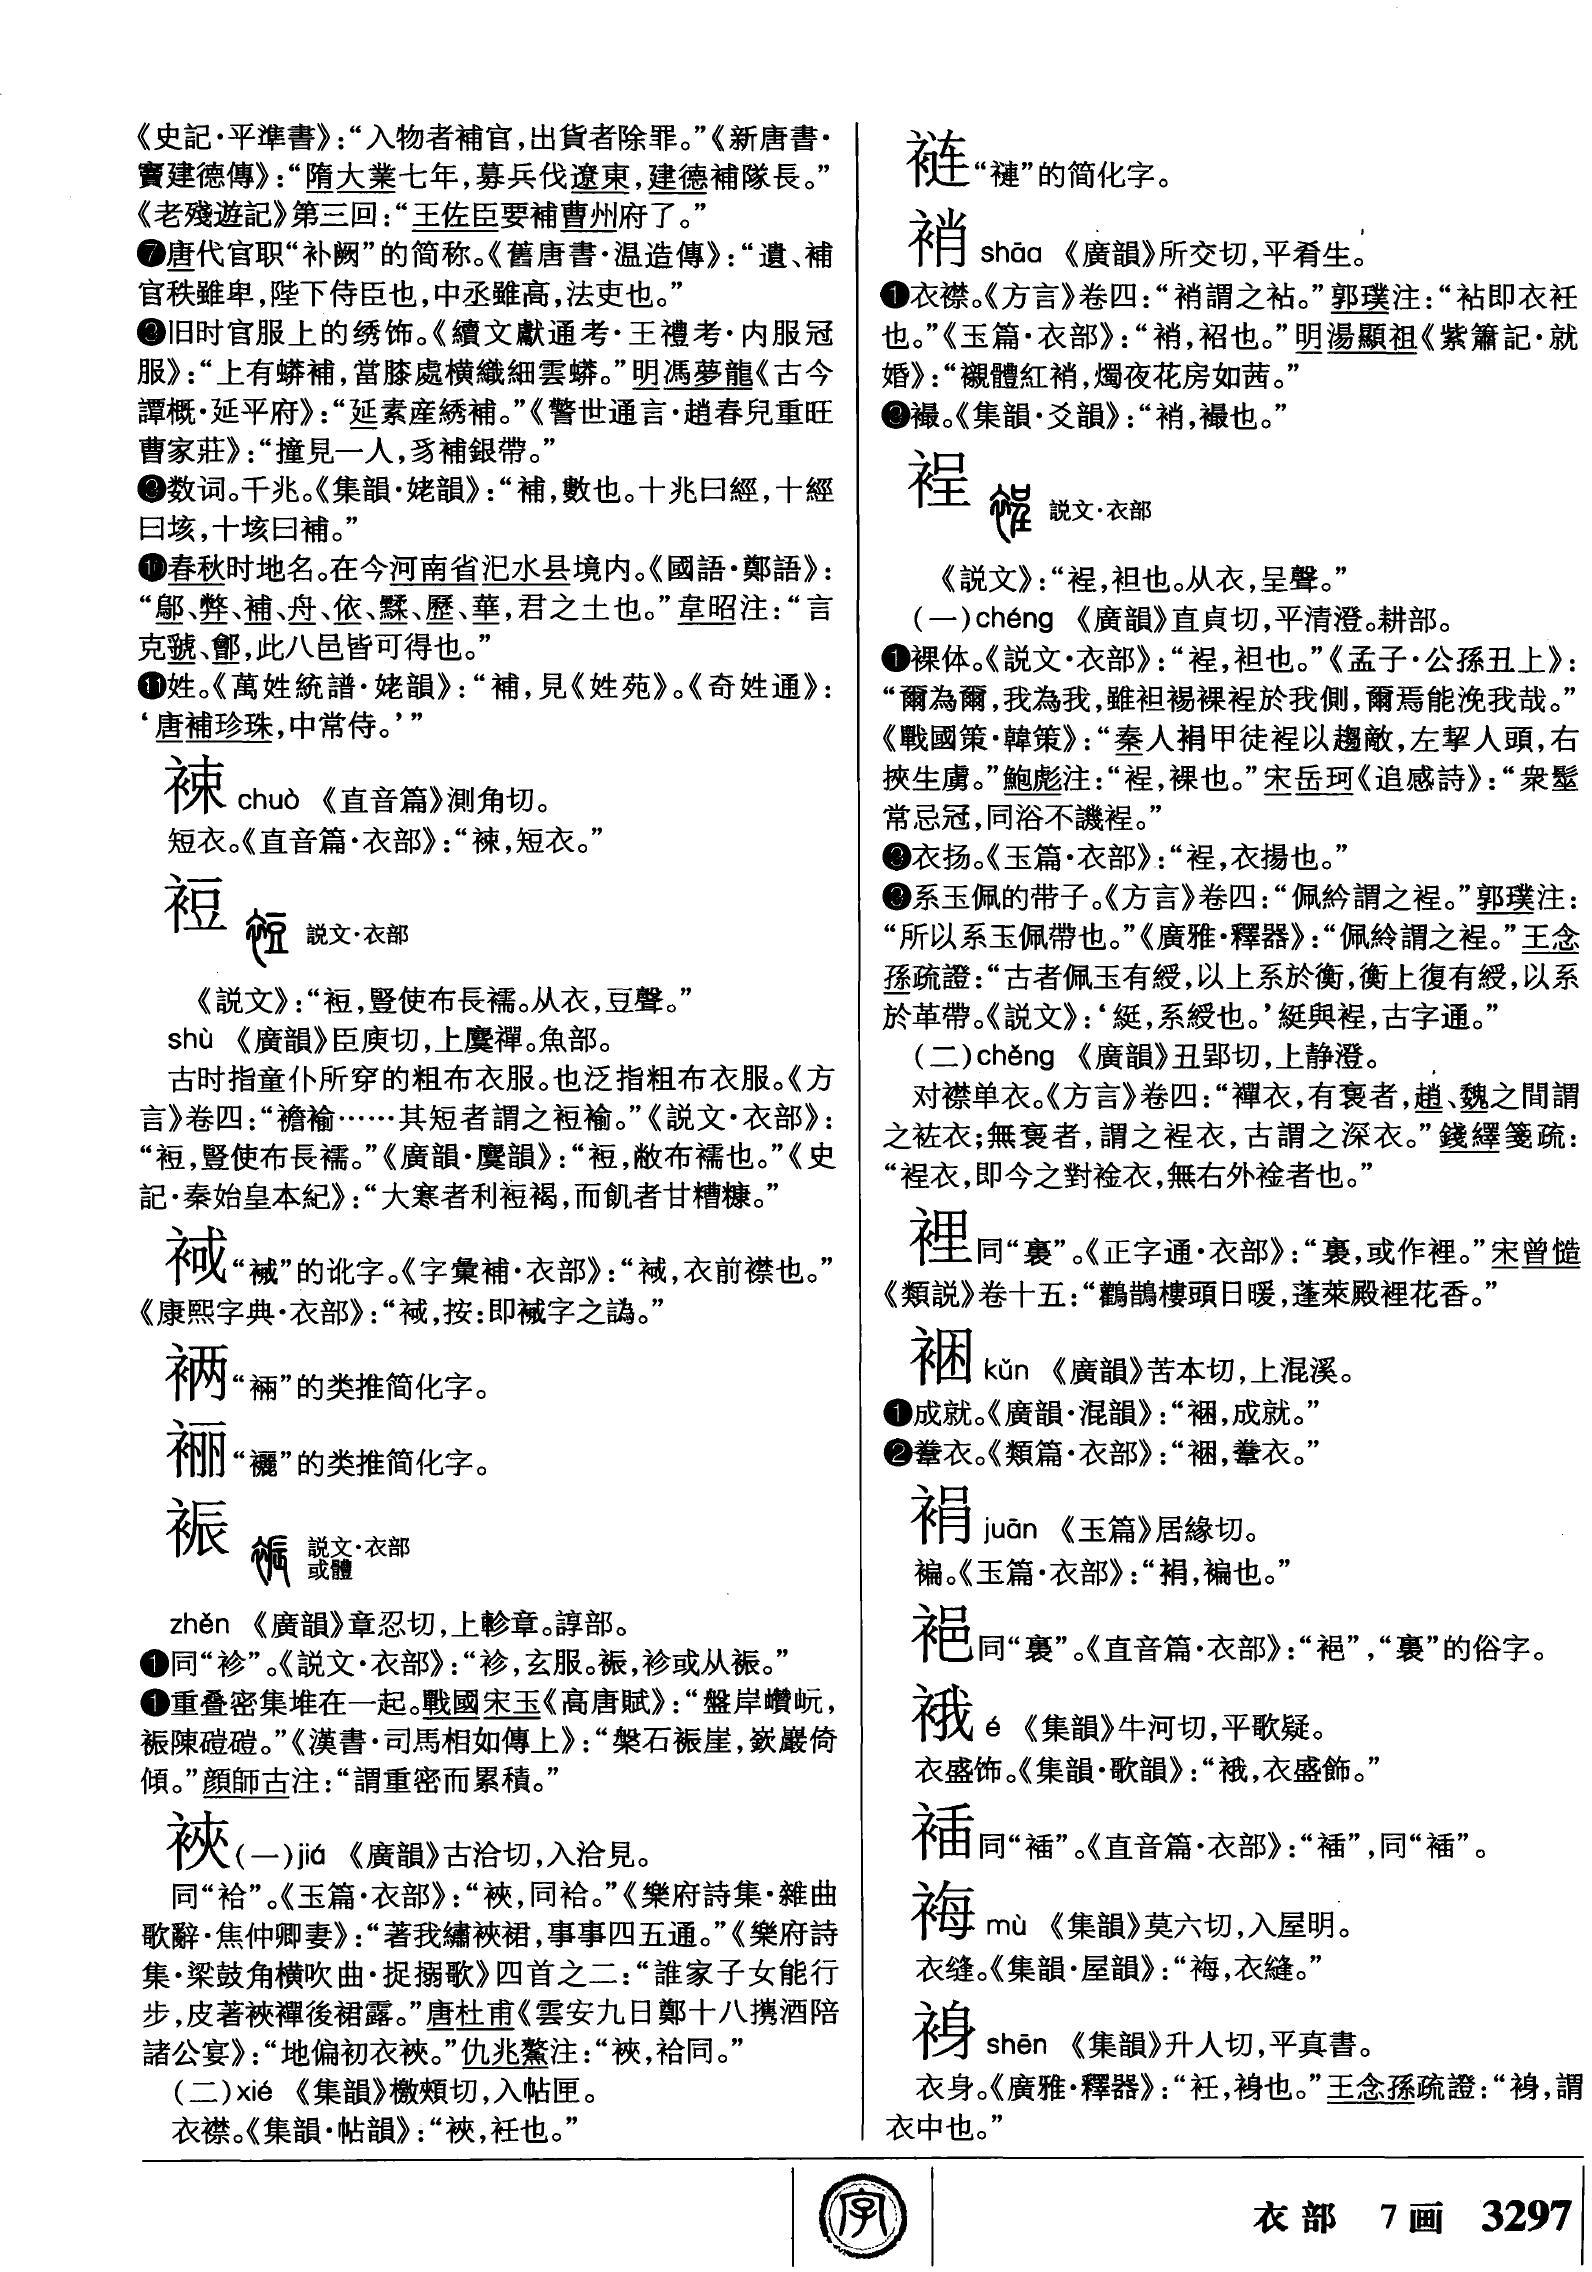 《史記·平準書》：“入物者補官，出貨者除罪。”《新唐書·
竇建德傳》：“隋大業七年，募兵伐遼東，建德補隊長。”
《老殘遊記》第三回：“王佐臣要補曹州府了。”
❼唐代官职“补阙”的简称。《舊唐書·温造傳》：“遺、補
官秩雖卑，陛下侍臣也，中丞雖高，法吏也。”
旧时官服上的绣饰。《續文獻通考·王禮考·内服冠
服》：“上有蟒補，當膝處横織細雲蟒。”明馮夢龍《古今
譚概·延平府》：“延素産綉補。”《警世通言·趙春兒重旺
曹家莊》：“撞見一人，豸補銀帶。”
数词。千兆。《集韻·姥韻》：“補，數也。十兆曰經，十經
曰垓，十垓曰補。”
春秋时地名。在今河南省汜水县境内。《國語·鄭語》：
“鄔、弊、補、舟、依、黩、歷、華，君之土也。”韋昭注：“言
克虢、鄶，此八邑皆可得也。”
⓫姓。《萬姓統譜·姥韻》：“補，見《姓苑》。《奇姓通》：
‘唐補珍珠，中常侍。’”
𧙷 chuò 《直音篇》測角切。
短衣。《直音篇·衣部》：“𧙷，短衣。”
裋 説文·衣部
《説文》：“裋，豎使布長襦。从衣，豆聲。”
shù 《廣韻》臣庾切，上麌禪。魚部。
古时指童仆所穿的粗布衣服。也泛指粗布衣服。《方
言》卷四：“襜褕……其短者謂之裋褕。”《説文·衣部》：
“裋，豎使布長襦。”《廣韻·麌韻》：“裋，敝布襦也。”《史
記·秦始皇本紀》：“大寒者利裋褐，而飢者甘糟糠。”
“裓”的讹字。《字彙補·衣部》：“，衣前襟也。”
《康熙字典·衣部》：“，按：即裓字之譌。”
“裲”的类推简化字。
“襹”的类推简化字。
裖 説文·衣部
或體
zhěn 《廣韻》章忍切，上軫章。諄部。
❶同“袗”。《説文·衣部》：“袗，玄服。裖，袗或从裖。”
❶重叠密集堆在一起。戰國宋玉《高唐賦》：“盤岸巑岏，
裖陳磑磑。”《漢書·司馬相如傳上》：“槃石裖崖，嶔巖倚
傾。”顔師古注：“謂重密而累積。”
裌(一)jiá 《廣韻》古洽切，入洽見。
同“袷”。《玉篇·衣部》：“裌，同袷。”《樂府詩集·雜曲
歌辭·焦仲卿妻》：“著我繡裌裙，事事四五通。”《樂府詩
集·梁鼓角横吹曲·捉搦歌》四首之二：“誰家子女能行
步，皮著裌襌後裙露。”唐杜甫《雲安九日鄭十八携酒陪
諸公宴》：“地偏初衣裌。”仇兆鰲注：“裌，袷同。”
(二)xié 《集韻》檄頰切，入帖匣。
衣襟。《集韻·帖韻》：“裌，衽也。”
裢“褳”的简化字。
䘯 shāo 《廣韻》所交切，平肴生。
❶衣襟。《方言》卷四：“䘯謂之袩。”郭璞注：“袩即衣衽
也。”《玉篇·衣部》：“䘯，袑也。”明湯顯祖《紫簫記·就
婚》：“襯體紅䘯，燭夜花房如茜。”
襊。《集韻·爻韻》：“䘯，襊也。”
裎 説文·衣部
《説文》：“裎，袒也。从衣，呈聲。”
(一)chéng 《廣韻》直貞切，平清澄。耕部。
❶裸体。《説文·衣部》：“裎，袒也。”《孟子·公孫丑上》：
“爾為爾，我為我，雖袒裼裸裎於我側，爾焉能浼我哉。”
《戰國策·韓策》：“秦人捐甲徒裎以趨敵，左挈人頭，右
挾生虜。”鮑彪注：“裎，裸也。”宋岳珂《追感詩》：“衆髽
常忌冠，同浴不譏裎。”
衣扬。《玉篇·衣部》：“裎，衣揚也。”
❸系玉佩的带子。《方言》卷四：“佩紟謂之裎。”郭璞注：
“所以系玉佩帶也。”《廣雅·釋器》：“佩紟謂之裎。”王念
孫疏證：“古者佩玉有綬，以上系於衡，衡上復有綬，以系
於革帶。《説文》：‘綎，系綬也。’綎與裎，古字通。”
(二)chěng 《廣韻》丑郢切，上静澄。
对襟单衣。《方言》卷四：“襌衣，有袌者，趙、魏之間謂
之袏衣；無袌者，謂之裎衣，古謂之深衣。”錢繹箋疏：
“裎衣，即今之對裣衣，無右外裣者也。”
裡同“裏”。《正字通·衣部》：“裏，或作裡。”宋曾慥
《類説》卷十五：“鸛鵲樓頭日暖，蓬萊殿裡花香。”
裍 kǔn 《廣韻》苦本切，上混溪。
❶成就。《廣韻·混韻》：“裍，成就。”
❷衣。《類篇·衣部》：“裍，衣。”
裐 juān 《玉篇》居緣切。
褊。《玉篇·衣部》：“裐，褊也。”
裛同“裏”。《直音篇·衣部》：“”，“裏”的俗字。
䘸 é 《集韻》牛河切，平歌疑。
衣盛饰。《集韻·歌韻》：“䘸，衣盛飾。”
同“”。《直音篇·衣部》：“”，同“”。
mù 《集韻》莫六切，入屋明。
衣缝。《集韻·屋韻》：“，衣縫。”
shēn 《集韻》升人切，平真書。
衣身。《廣雅·釋器》：“衽，裑也。”王念孫疏證：“裑，謂
衣中也。”
字
衣部 7画 3297